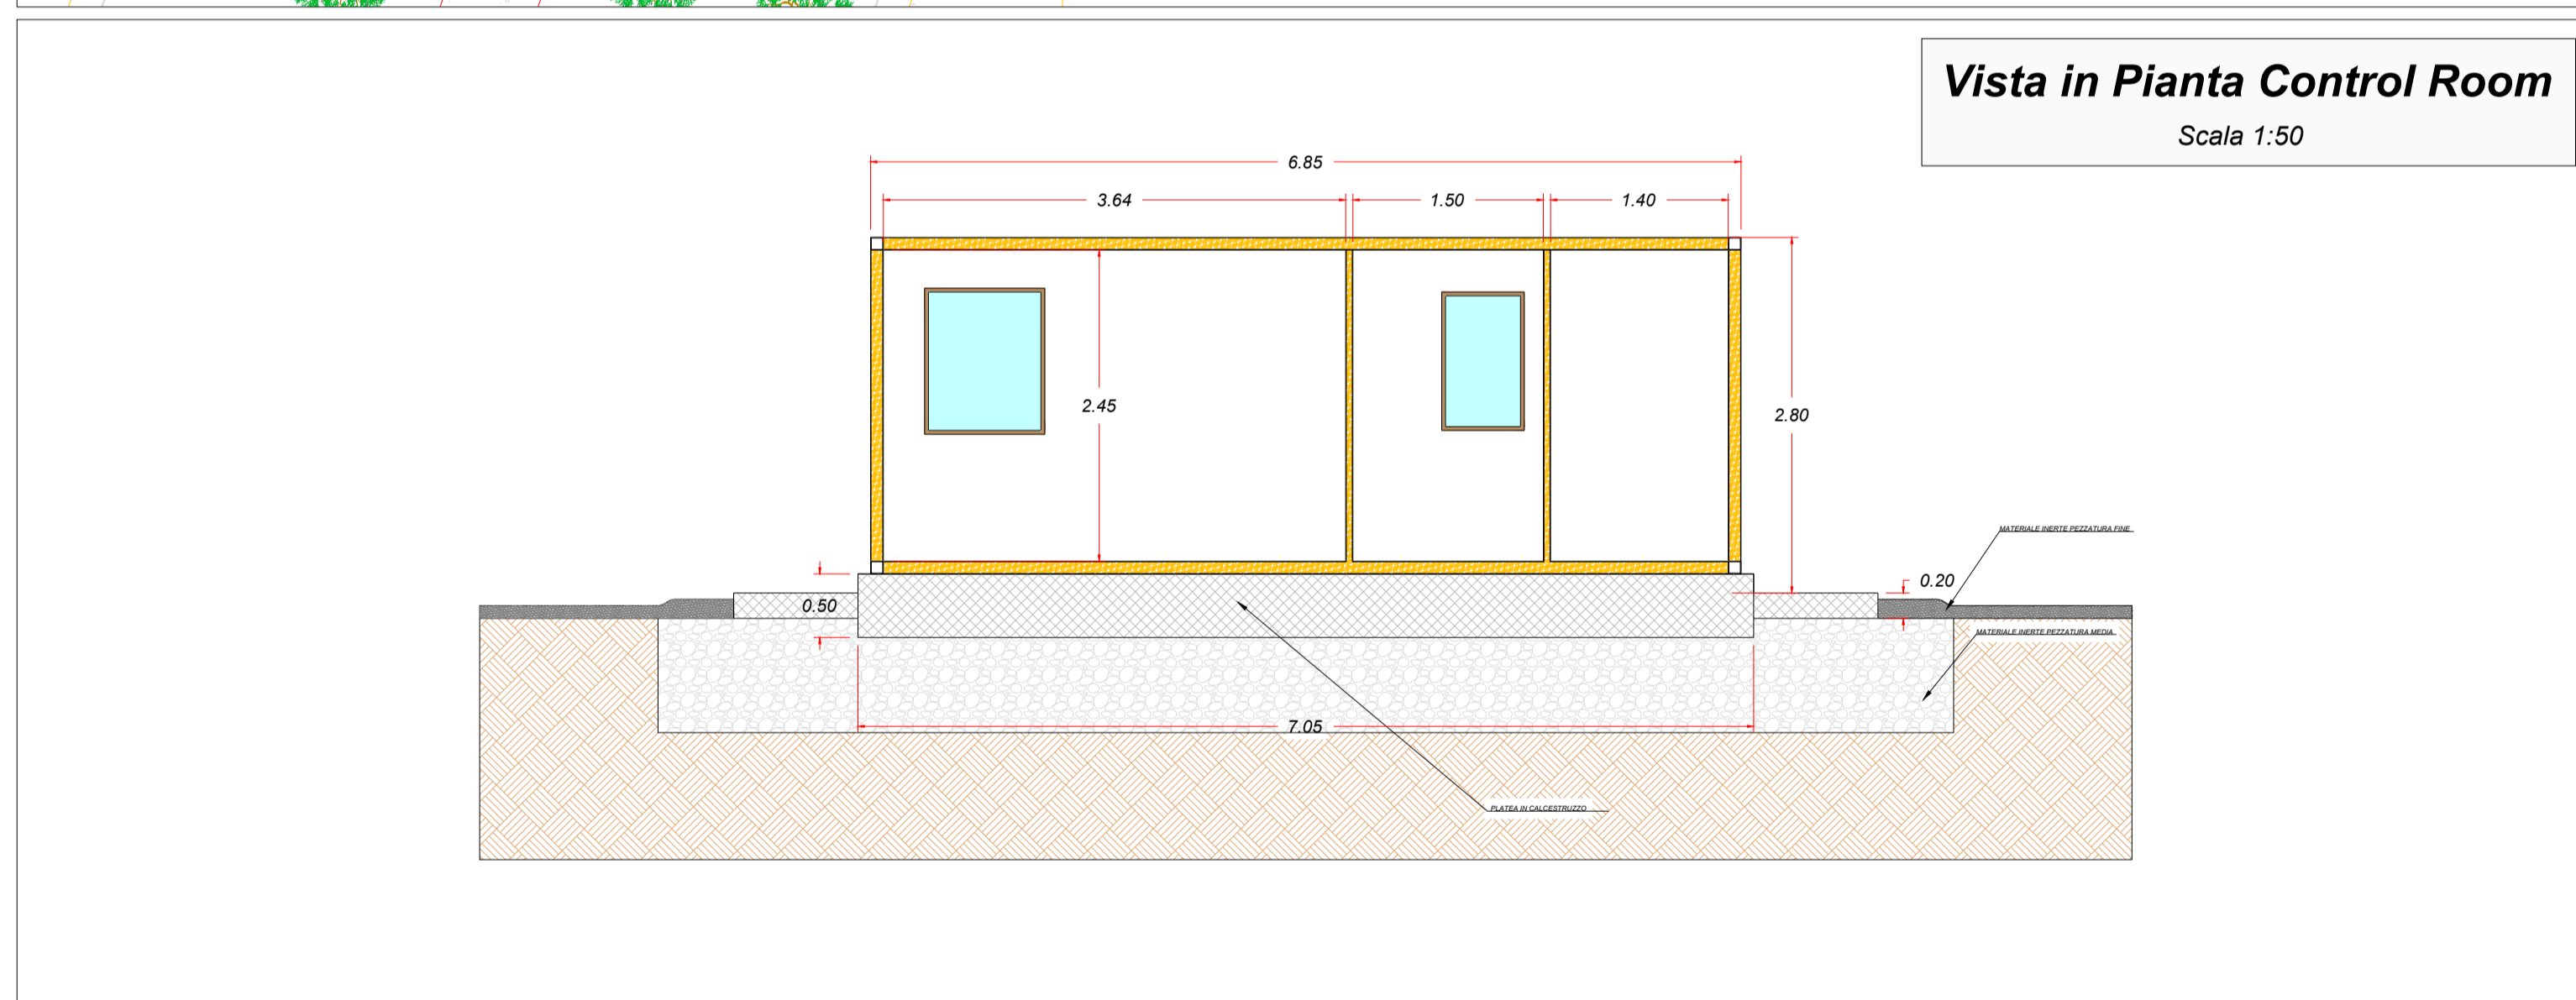 Vista in Pianta Control Room
Scala 1:50
6.85
3.64
1.50
1.40
2.45
2.80
MATERIALE INERTE PEZZATURA FINE
0.20
0.50
MATERIALE INERTE PEZZATURA MEDIA
7.05
PLATEA IN CALCESTRUZZO